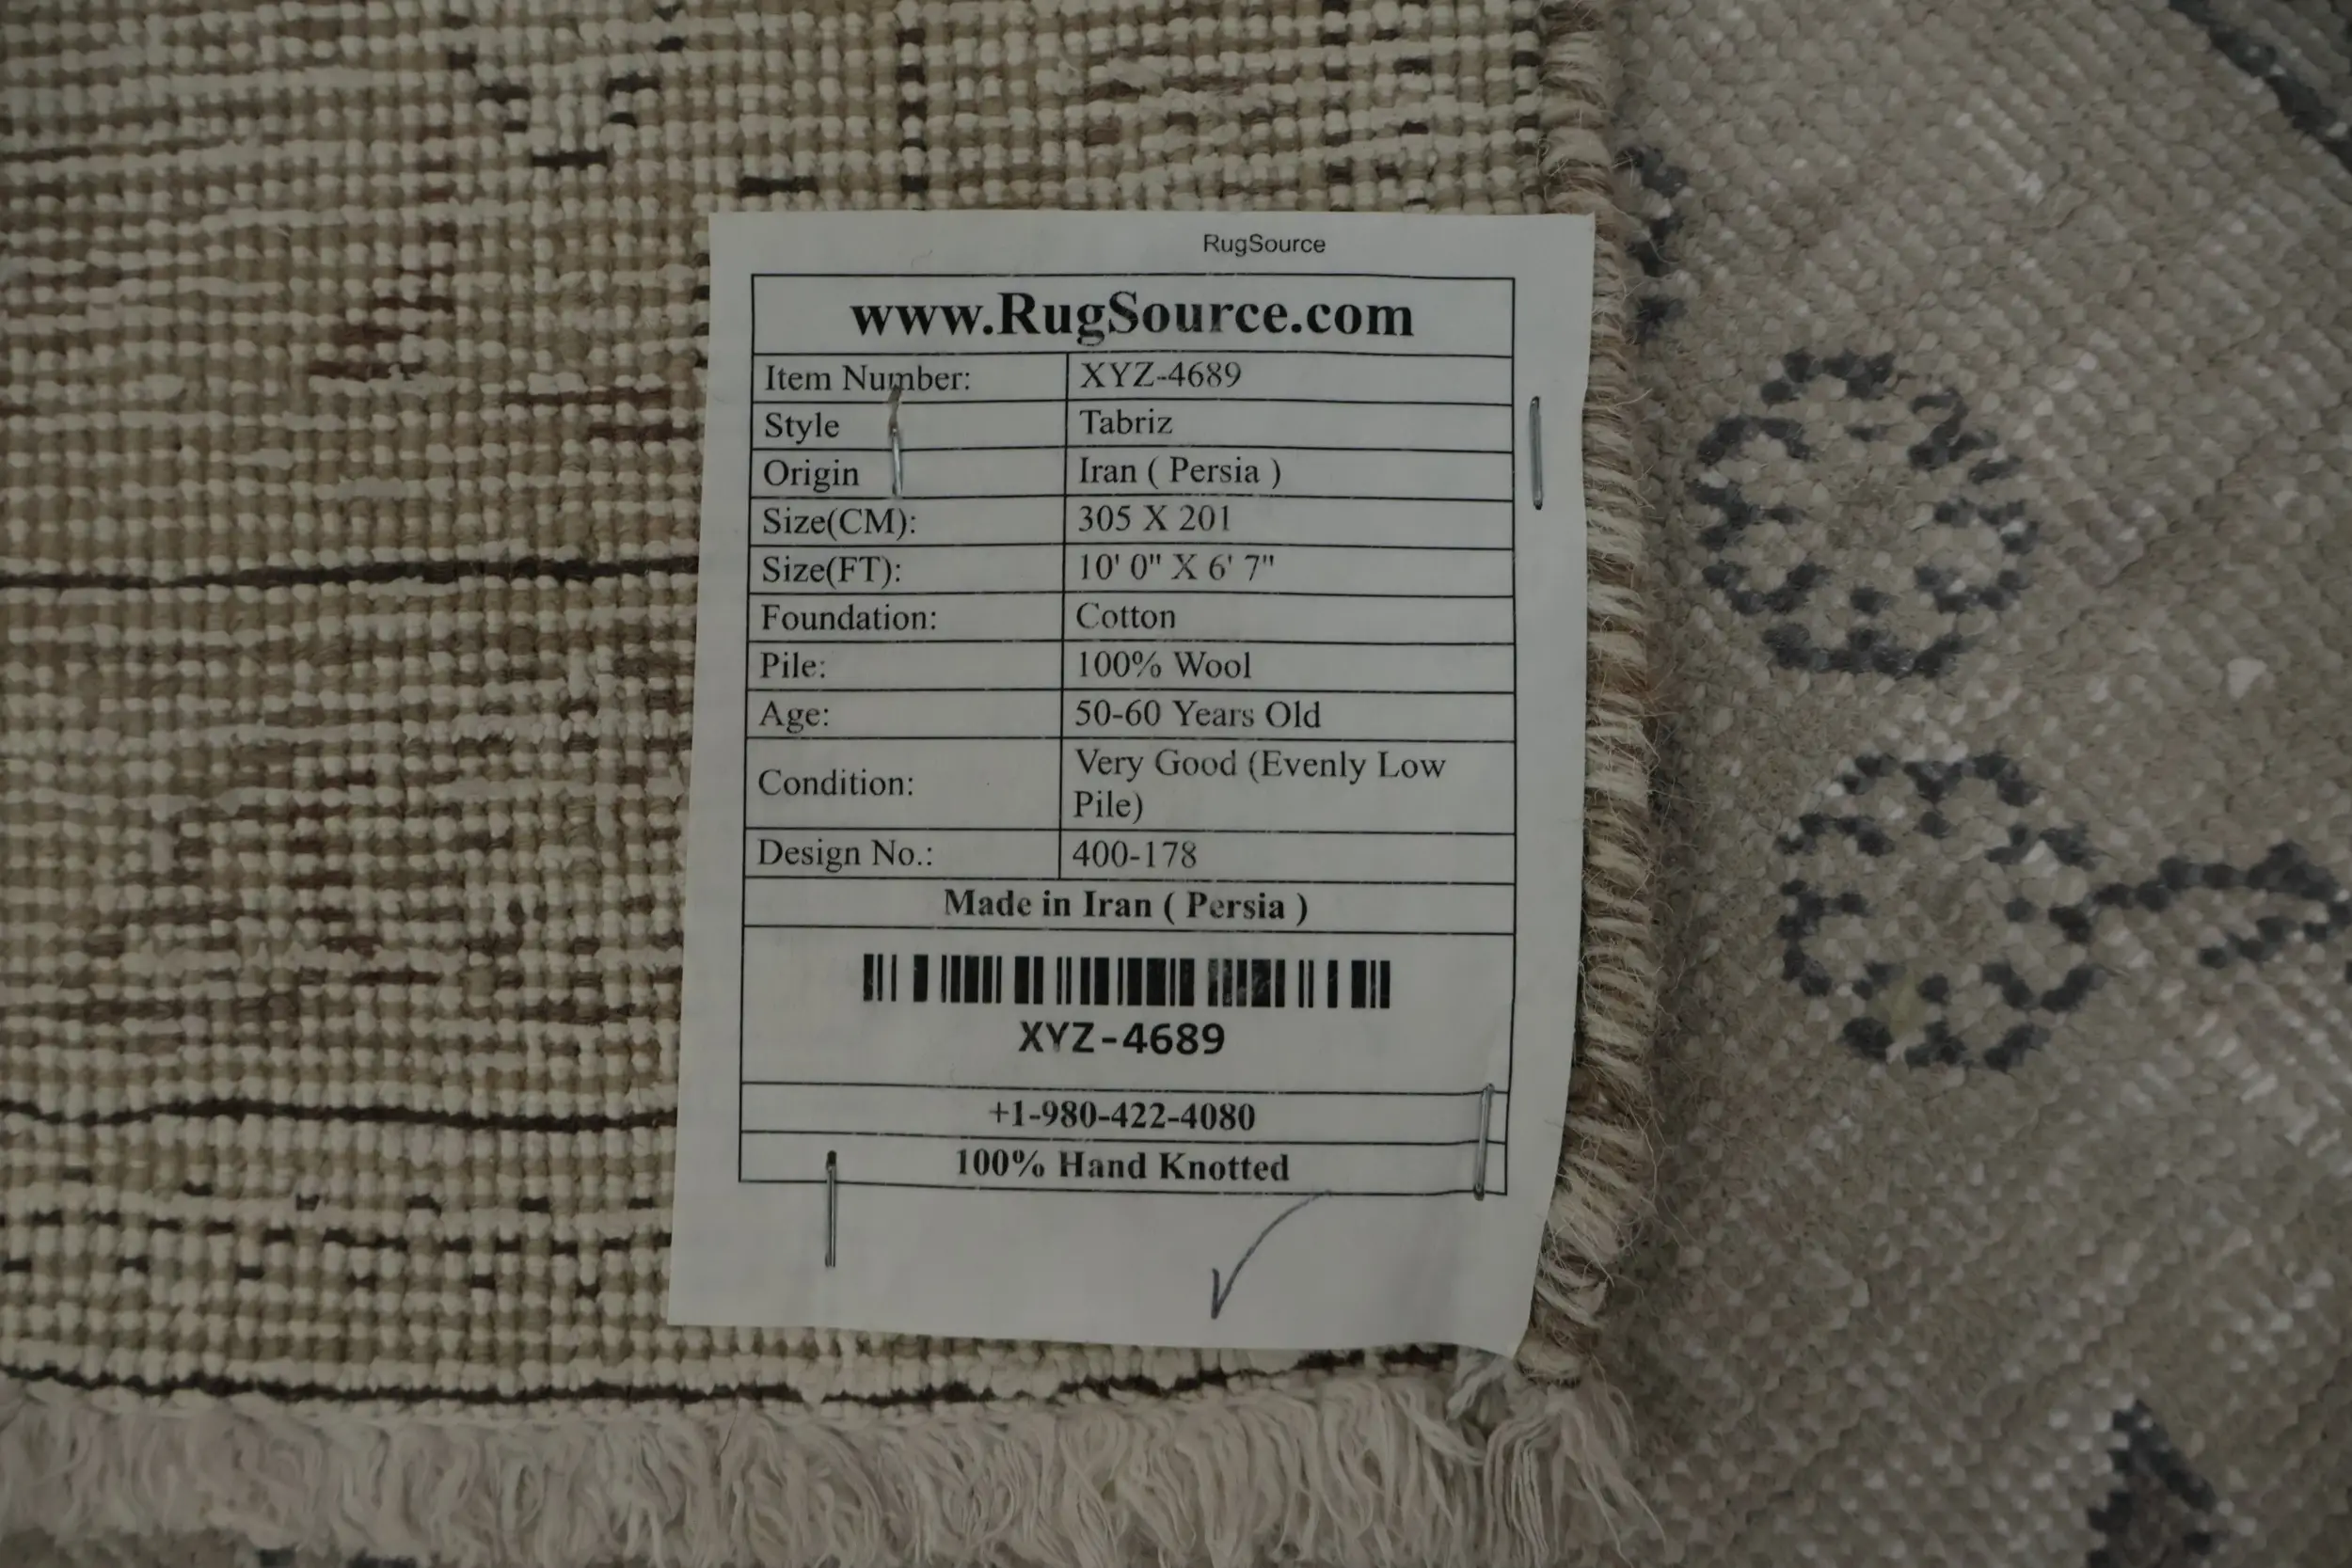 RugSource
www.RugSource.com
Item Number: XYZ-4689
Style Tabriz
Origin Iran ( Persia )
Size(CM): 305 X 201
Size(FT): 10' 0" X 6' 7"
Foundation: Cotton
Pile: 100% Wool
Age: 50-60 Years Old
Condition: Very Good (Evenly Low
Pile)
Design No.: 400-178
Made in Iran ( Persia )
XYZ-4689
+1-980-422-4080
100% Hand Knotted